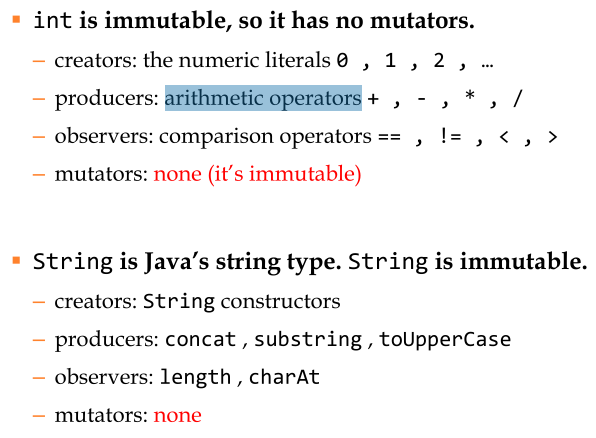 ▪ int is immutable, so it has no mutators.
– creators: the numeric literals 0 , 1 , 2 , …
– producers: arithmetic operators + , - , * , /
– observers: comparison operators == , != , < , >
– mutators: none (it’s immutable)
▪ String is Java’s string type. String is immutable.
– creators: String constructors
– producers: concat , substring , toUpperCase
– observers: length , charAt
– mutators: none